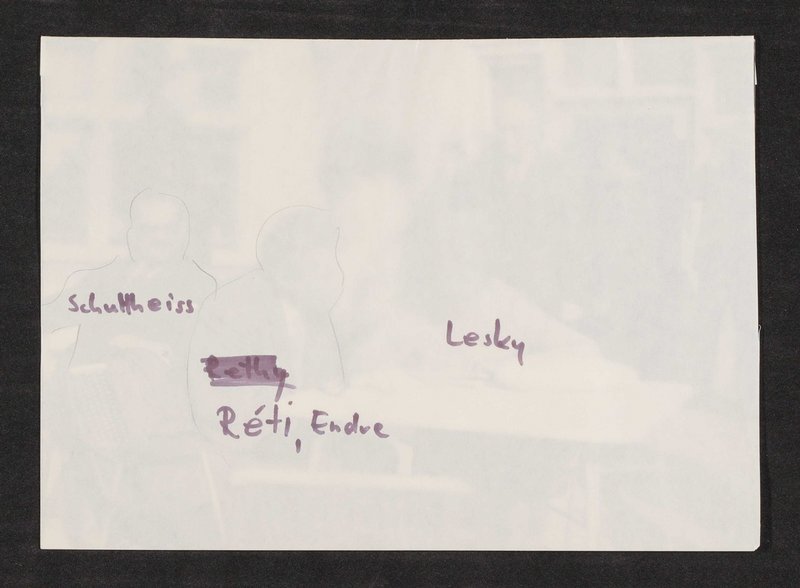 Schultheiss
Lesky
Rethy
Réti, Endre